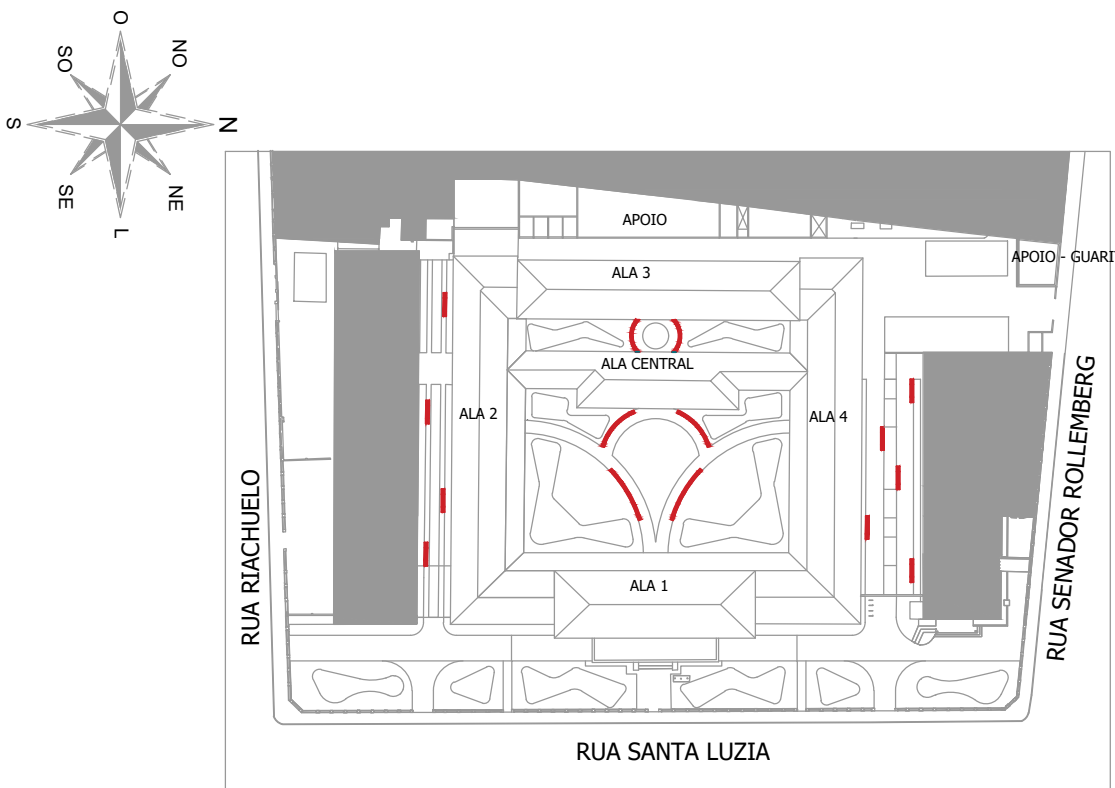 O
SO
NO
S
N
SE
NE
L
APOIO
APOIO - GUARI
ALA 3
ALA CENTRAL
ALA 2
ALA 4
ALA 1
RUA RIACHUELO
RUA SENADOR ROLLEMBERG
RUA SANTA LUZIA